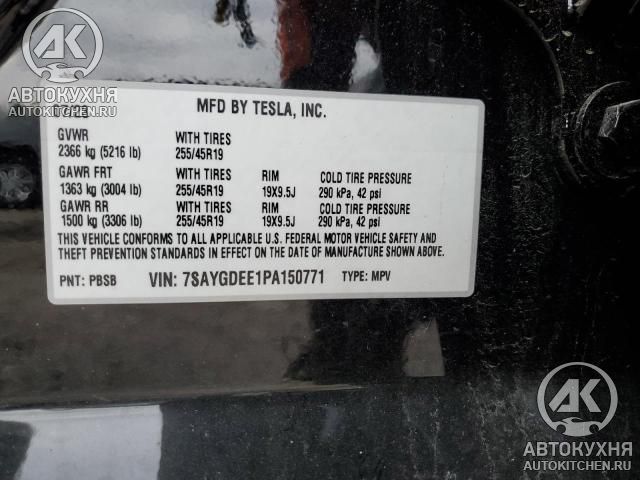 АК
АВТОКУХНЯ
AUTOKITCHEN.RU
MFD BY TESLA, INC.
GVWR WITH TIRES
2366 kg (5216 lb) 255/45R19
GAWR FRT WITH TIRES RIM COLD TIRE PRESSURE
1363 kg (3004 lb) 255/45R19 19X9.5J 290 kPa, 42 psi
GAWR RR WITH TIRES RIM COLD TIRE PRESSURE
1500 kg (3306 lb) 255/45R19 19X9.5J 290 kPa, 42 psi
THIS VEHICLE CONFORMS TO ALL APPLICABLE U.S. FEDERAL MOTOR VEHICLE SAFETY AND
THEFT PREVENTION STANDARDS IN EFFECT ON THE DATE OF MANUFACTURE SHOWN ABOVE.
PNT: PBSB VIN: 7SAYGDEE1PA150771 TYPE: MPV
АК
АВТОКУХНЯ
AUTOKITCHEN.RU